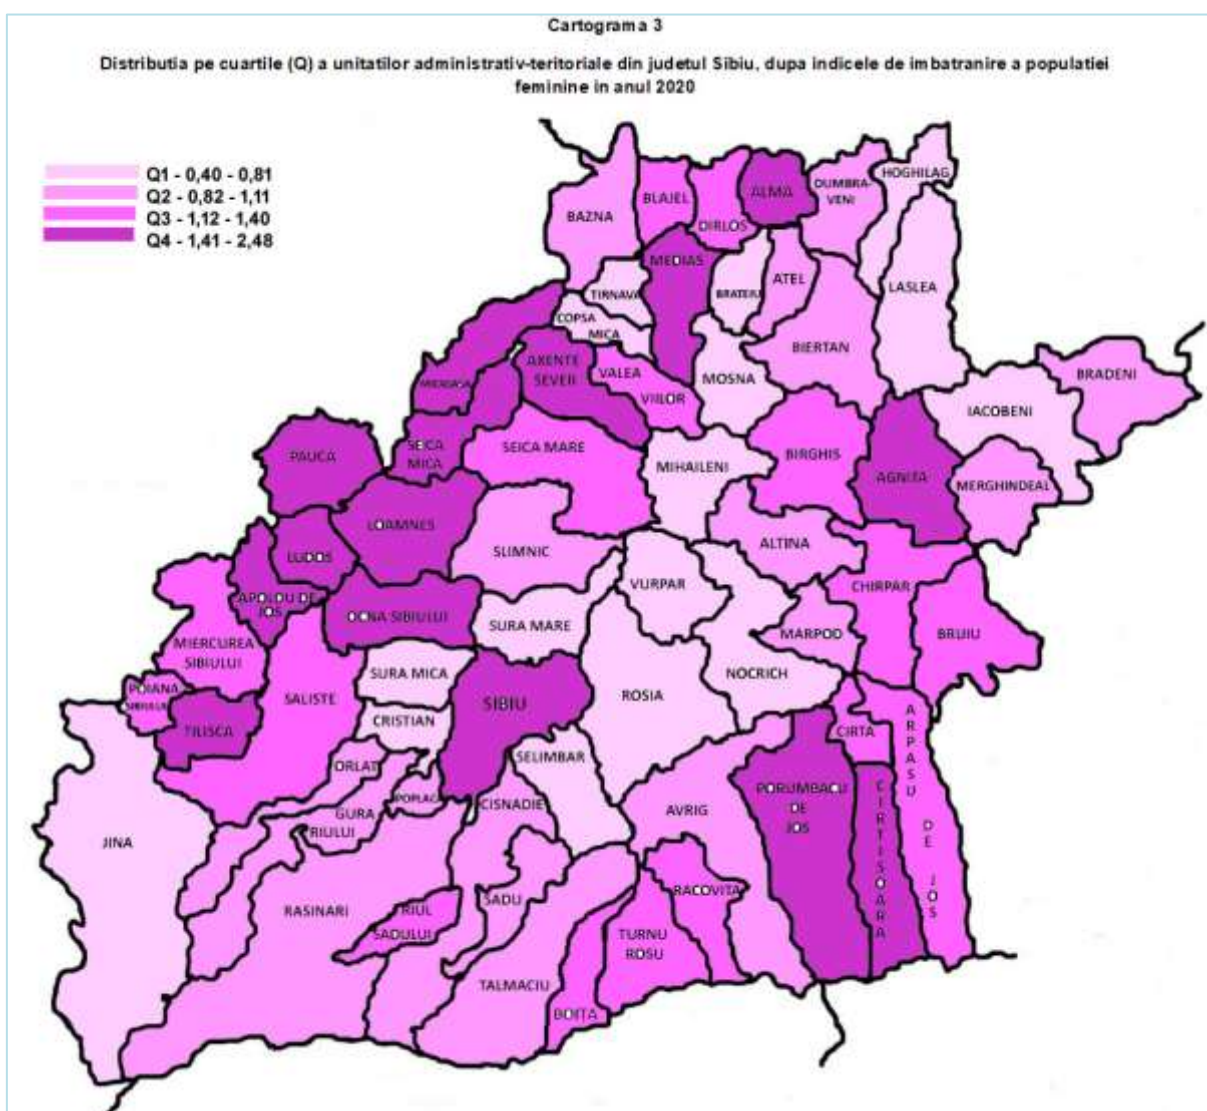 Cartograma 3
Distributia pe cuartile (Q) a unitatilor administrativ-teritoriale din judetul Sibiu, dupa indicele de imbatranire a populatiei
feminine in anul 2020
Q1 - 0,40 - 0,81
Q2 - 0,82 - 1,11
Q3 - 1,12 - 1,40
Q4 - 1,41 - 2,48
HOGHILAG
DUMBRA-
VENI
ALMA
BLAJEL
BAZNA
DIRLOS
MEDIAS
ATEL
LASLEA
TIRNAVA
BRATEIU
COPSA
MICA
BIERTAN
AXENTE
SEVER
VALEA
VIILOR
MOSNA
BRADENI
IACOBENI
SEICA
MICA
SEICA MARE
PAUCA
MIHAILENI
BIRGHIS
AGNITA
MERGHINDEAL
LOAMNES
SLIMNIC
ALTINA
LUDOS
VURPAR
CHIRPAR
APOLDU DE
JOS
OCNA SIBIULUI
SURA MARE
MARPOD
BRUIU
MIERCUREA
SIBIULUI
SURA MICA
NOCRICH
POIANA
SIBIULUI
SALISTE
SIBIU
ROSIA
TILISCA
CRISTIAN
CIRTA
ARPASU DE JOS
ORLAT
SELIMBAR
POPLACA
CISNADIE
PORUMBACU
DE
JOS
CIRTISOARA
GURA
RIULUI
AVRIG
JINA
RACOVITA
SADU
RASINARI
RIUL
SADULUI
TURNU
ROSU
TALMACIU
BOITA